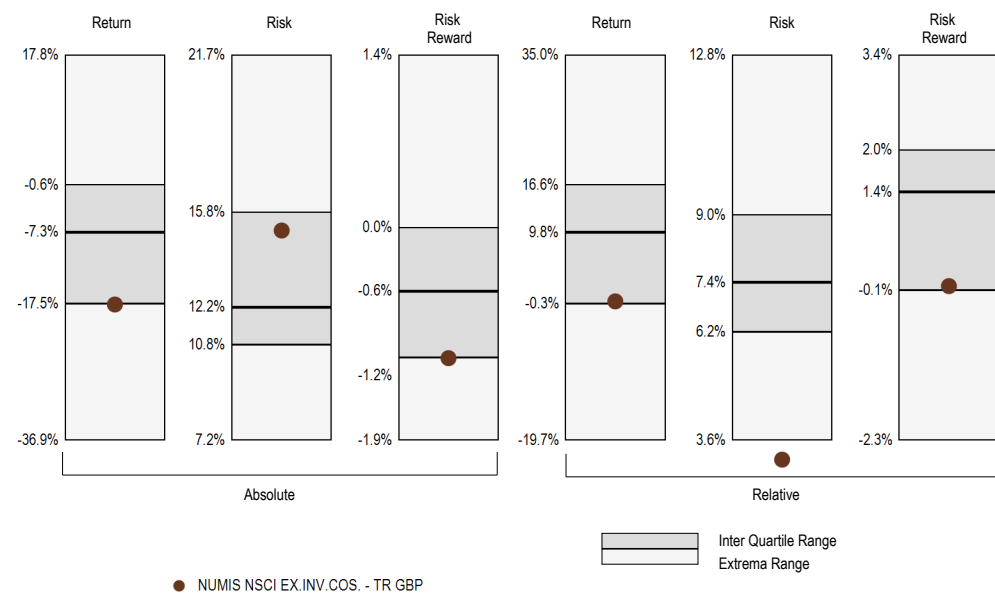 Return
Risk
Risk
Reward
Return
Risk
Risk
Reward
17.8%
-0.6%
-7.3%
-17.5%
-36.9%
21.7%
15.8%
12.2%
10.8%
7.2%
1.4%
0.0%
-0.6%
-1.2%
-1.9%
35.0%
16.6%
9.8%
-0.3%
-19.7%
12.8%
9.0%
7.4%
6.2%
3.6%
3.4%
2.0%
1.4%
-0.1%
-2.3%
Absolute
Relative
Inter Quartile Range
Extrema Range
NUMIS NSCI EX.INV.COS. - TR GBP